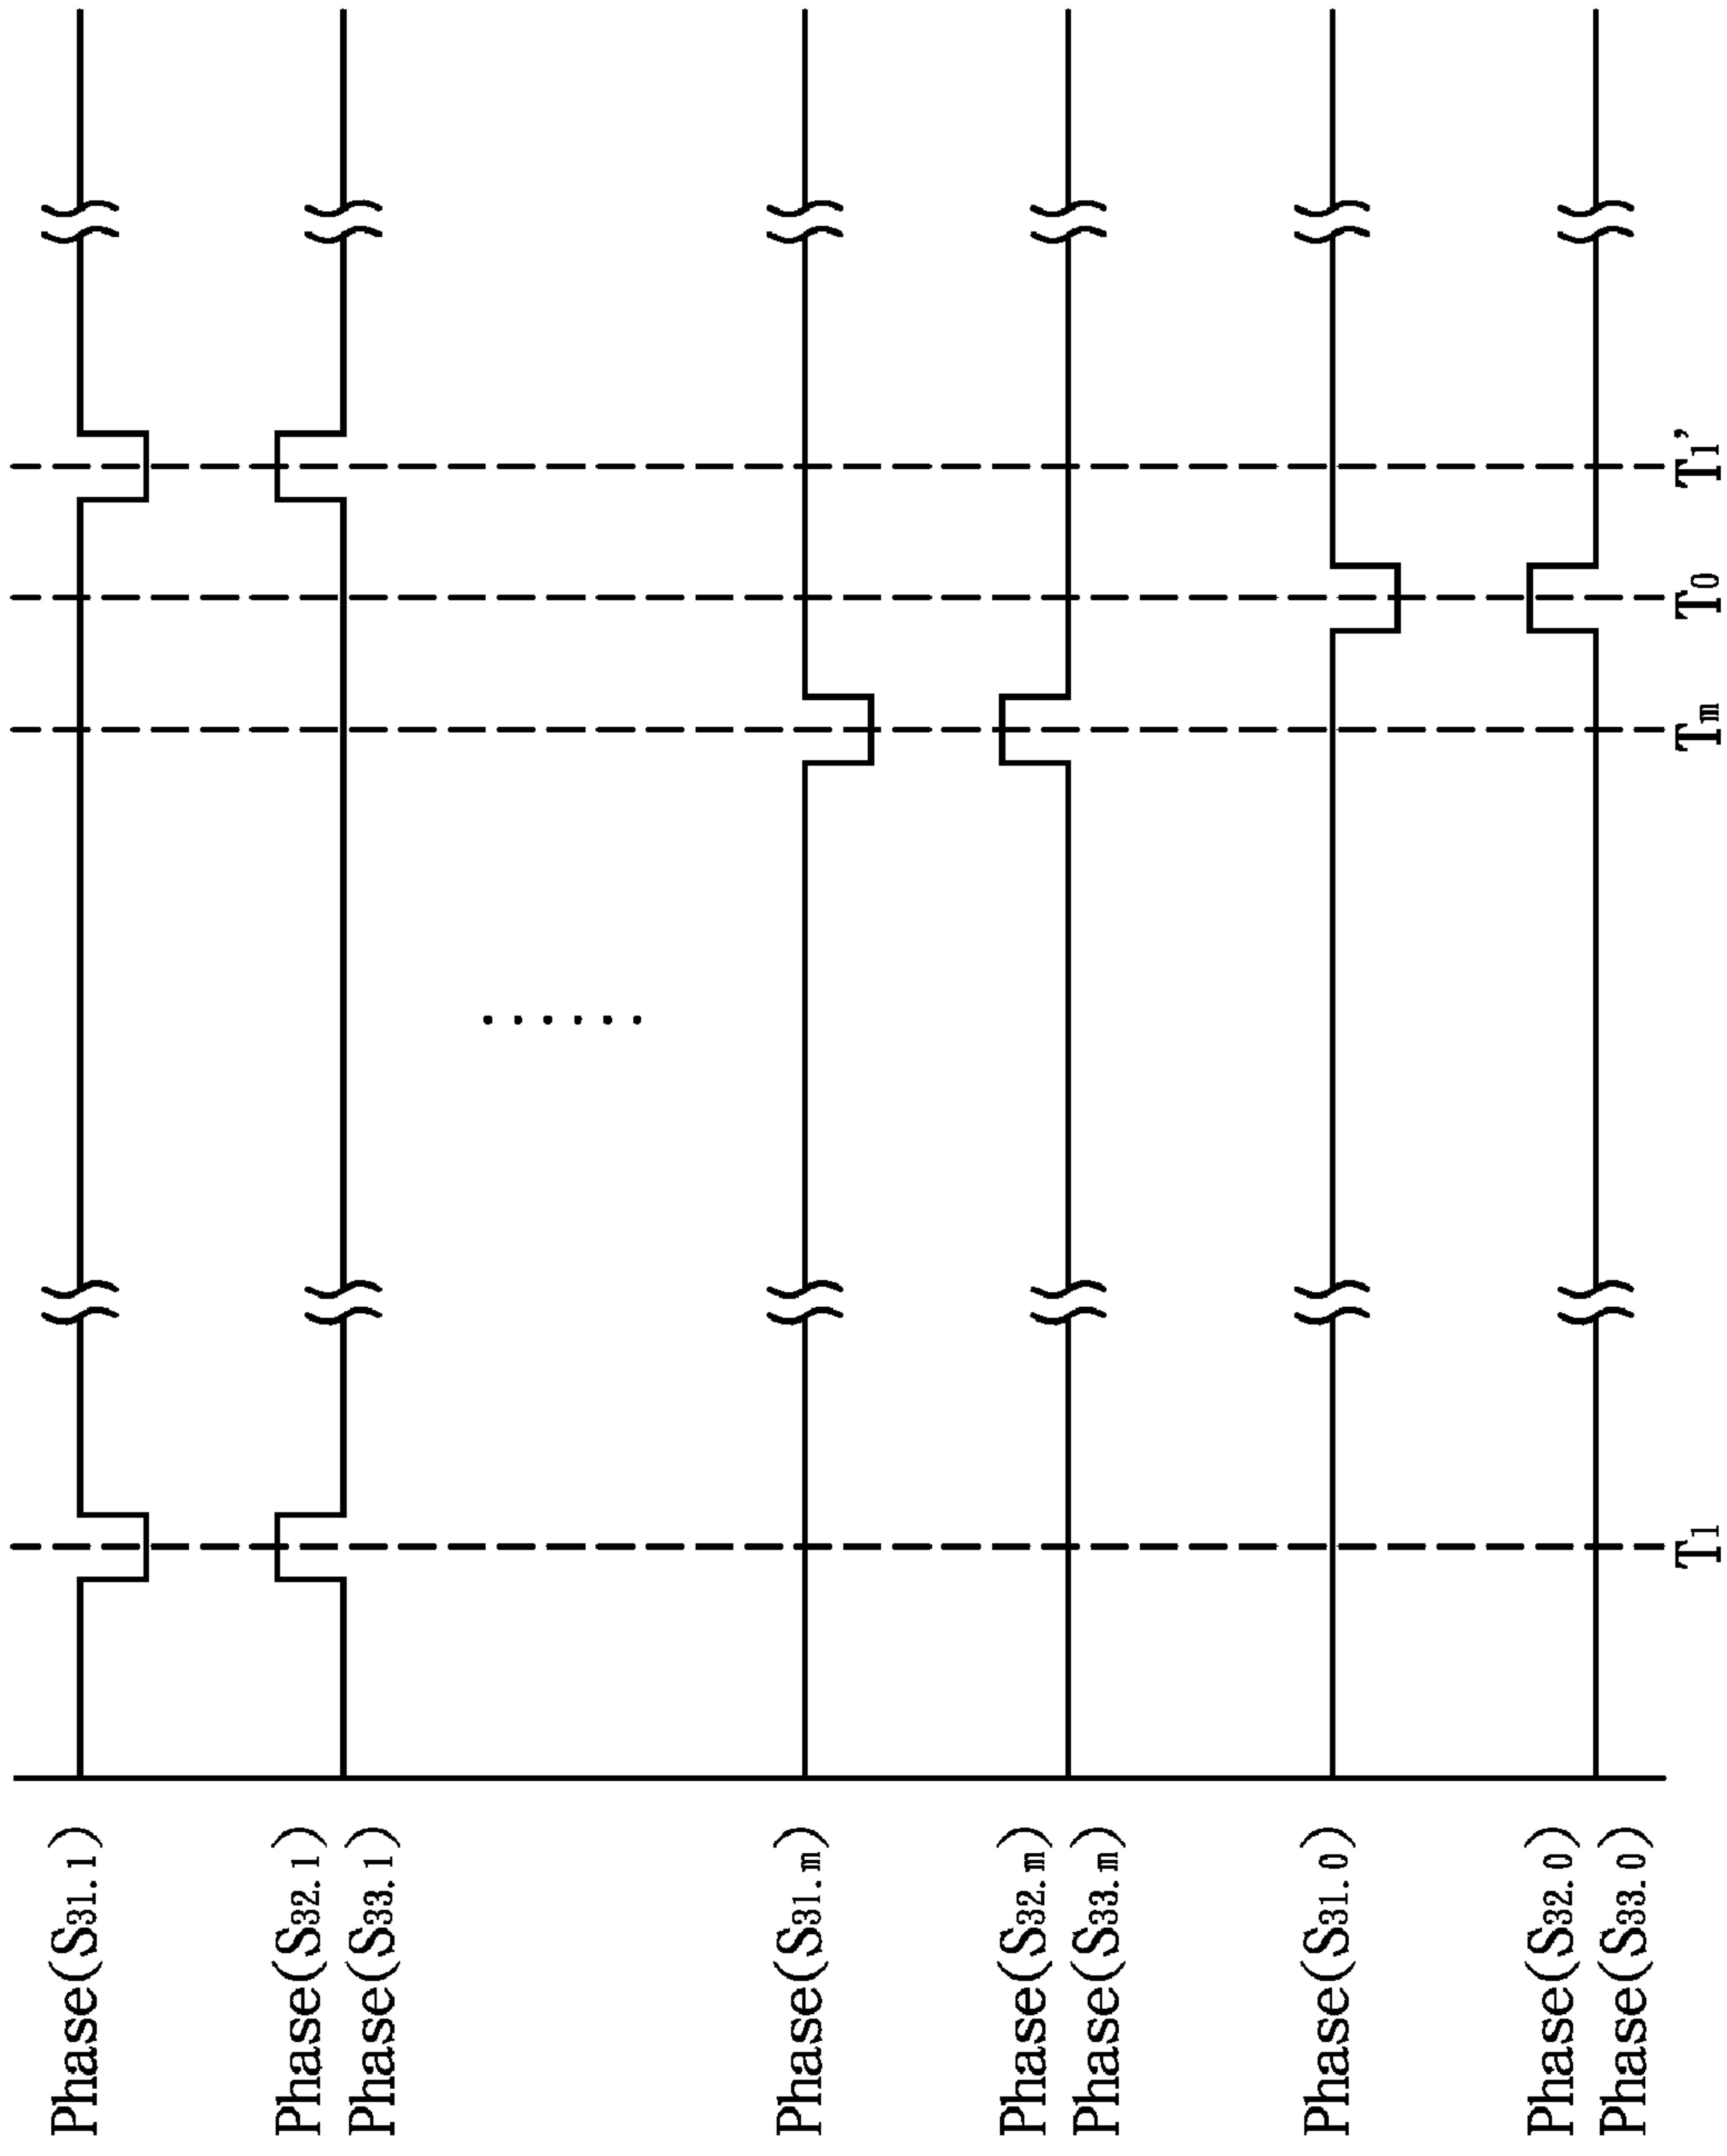 Phase(S31.1)
Phase(S32.1)
Phase(S33.1)
......
Phase(S31.m)
Phase(S32.m)
Phase(S33.m)
Phase(S31.0)
Phase(S32.0)
Phase(S33.0)
T1 Tm T0 T1’